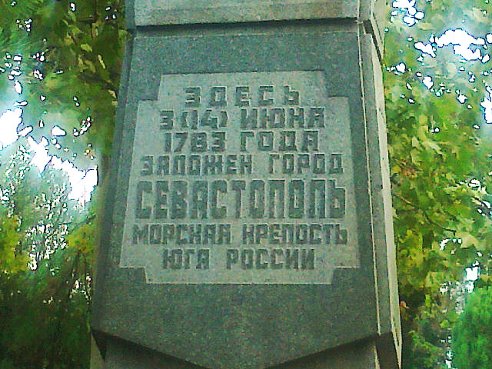 ЗДЕСЬ
3(14) ИЮНЯ
1783 ГОДА
ЗАЛОЖЕН ГОРОД
СЕВАСТОПОЛЬ
МОРСКАЯ КРЕПОСТЬ
ЮГА РОССИИ